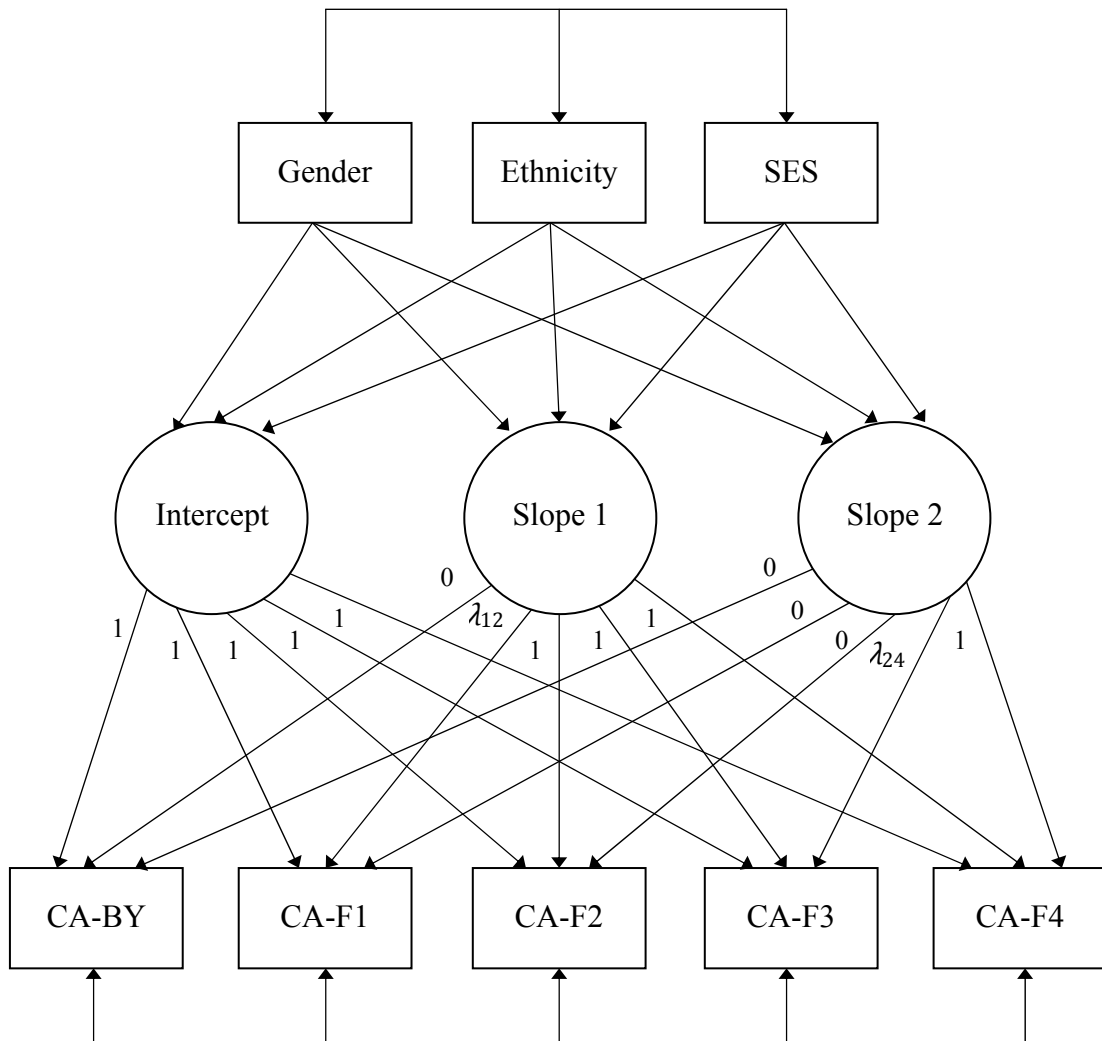 Gender
Ethnicity
SES
Intercept
Slope 1
Slope 2
1
1
1
1
1
0
λ12
1
1
1
0
0
0
λ24
1
CA-BY
CA-F1
CA-F2
CA-F3
CA-F4